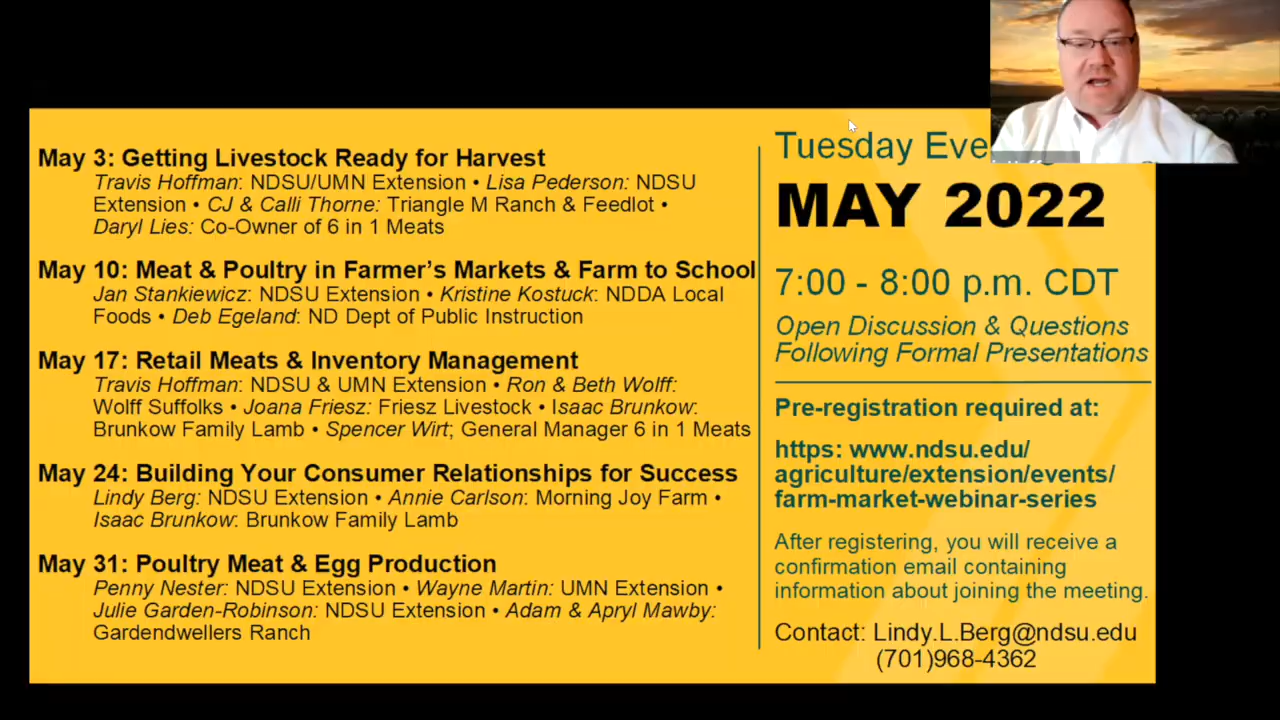 May 3: Getting Livestock Ready for Harvest
Travis Hoffman: NDSU/UMN Extension • Lisa Pederson: NDSU
Extension • CJ & Calli Thorne: Triangle M Ranch & Feedlot •
Daryl Lies: Co-Owner of 6 in 1 Meats
May 10: Meat & Poultry in Farmer's Markets & Farm to School
Jan Stankiewicz: NDSU Extension • Kristine Kostuck: NDDA Local
Foods • Deb Egeland: ND Dept of Public Instruction
May 17: Retail Meats & Inventory Management
Travis Hoffman: NDSU & UMN Extension • Ron & Beth Wolff:
Wolff Suffolks • Joana Friesz: Friesz Livestock • Isaac Brunkow:
Brunkow Family Lamb • Spencer Wirt; General Manager 6 in 1 Meats
May 24: Building Your Consumer Relationships for Success
Lindy Berg: NDSU Extension • Annie Carlson: Morning Joy Farm •
Isaac Brunkow: Brunkow Family Lamb
May 31: Poultry Meat & Egg Production
Penny Nester: NDSU Extension • Wayne Martin: UMN Extension •
Julie Garden-Robinson: NDSU Extension • Adam & Apryl Mawby:
Gardendwellers Ranch
Tuesday Eve
MAY 2022
7:00 - 8:00 p.m. CDT
Open Discussion & Questions
Following Formal Presentations
Pre-registration required at:
https: www.ndsu.edu/
agriculture/extension/events/
farm-market-webinar-series
After registering, you will receive a
confirmation email containing
information about joining the meeting.
Contact: Lindy.L.Berg@ndsu.edu
(701)968-4362